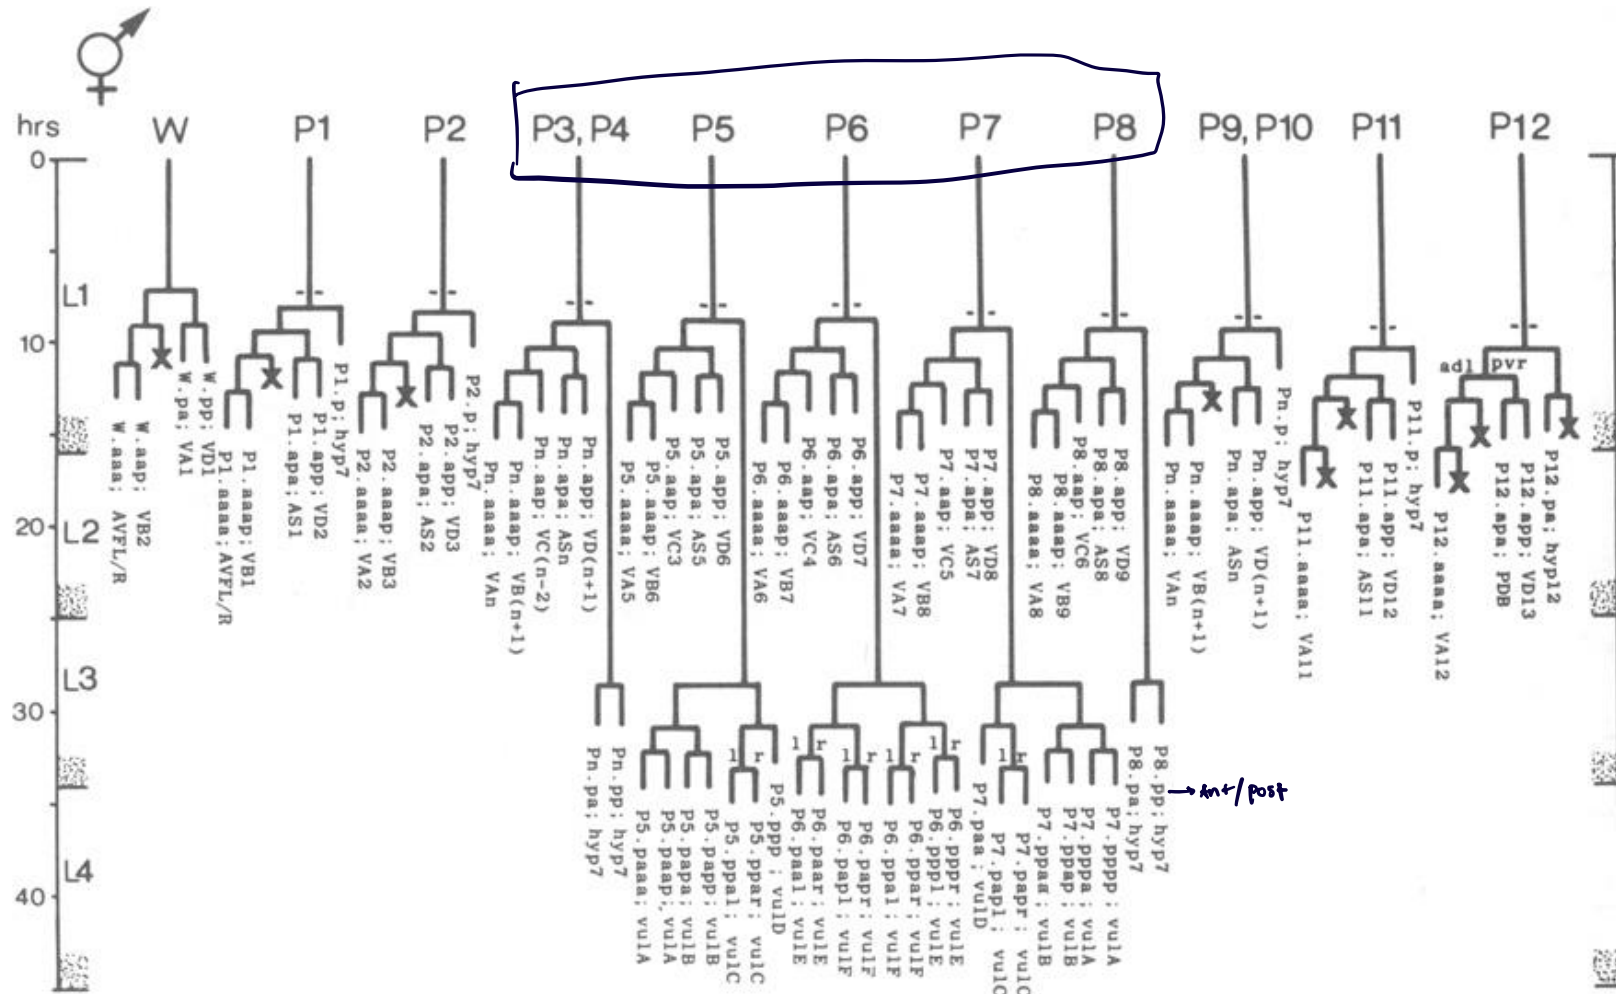 hrs
W
P1
P2
P3, P4
P5
P6
P7
P8
P9, P10
P11
P12
0
L1
10
L2
20
L3
30
L4
40
adl
pvr
W.aaa; AVFL/R
W.aap; VB2
W.pa; VA1
W.pp; VD1
P1.aaaa; AVFL/R
P1.aaap; VB1
P1.apa; AS1
P1.app; VD2
P1.p; hyp7
P2.aaaa; VA2
P2.aaap; VB3
P2.apa; AS2
P2.app; VD3
P2.p; hyp7
Pn.aaaa; VAn
Pn.aaap; VB(n+1)
Pn.aap; VC(n-2)
Pn.apa; ASn
Pn.app; VD(n+1)
P5.aaaa; VA5
P5.aaap; VB6
P5.aap; VC3
P5.apa; AS5
P5.app; VD6
P6.aaaa; VA6
P6.aaap; VB7
P6.aap; VC4
P6.apa; AS6
P6.app; VD7
P7.aaaa; VA7
P7.aaap; VB8
P7.aap; VC5
P7.apa; AS7
P7.app; VD8
P8.aaaa; VA8
P8.aaap; VB9
P8.aap; VC6
P8.apa; AS8
P8.app; VD9
Pn.aaaa; VAn
Pn.aaap; VB(n+1)
Pn.apa; ASn
Pn.app; VD(n+1)
Pn.p; hyp7
P11.aaaa; VA11
P11.apa; AS11
P11.app; VD12
P11.p; hyp7
P12.aaaa; VA12
P12.apa; PDB
P12.app; VD13
P12.pa; hyp12
Pn.pa; hyp7
Pn.pp; hyp7
l r
l r
l r
l r
l r
l r
P5.paaa; vulA
P5.paap; vulA
P5.papa; vulB
P5.papp; vulB
P5.ppal; vulC
P5.ppar; vulC
P5.ppp; vulD
P6.paal; vulE
P6.paar; vulE
P6.papl; vulF
P6.papr; vulF
P6.ppal; vulF
P6.ppar; vulF
P6.pppl; vulE
P6.pppr; vulE
P7.paa; vulD
P7.papl; vulC
P7.papr; vulC
P7.ppaa; vulB
P7.ppap; vulB
P7.pppa; vulA
P7.pppp; vulA
P8.pa; hyp7
P8.pp; hyp7
→ Ant/post